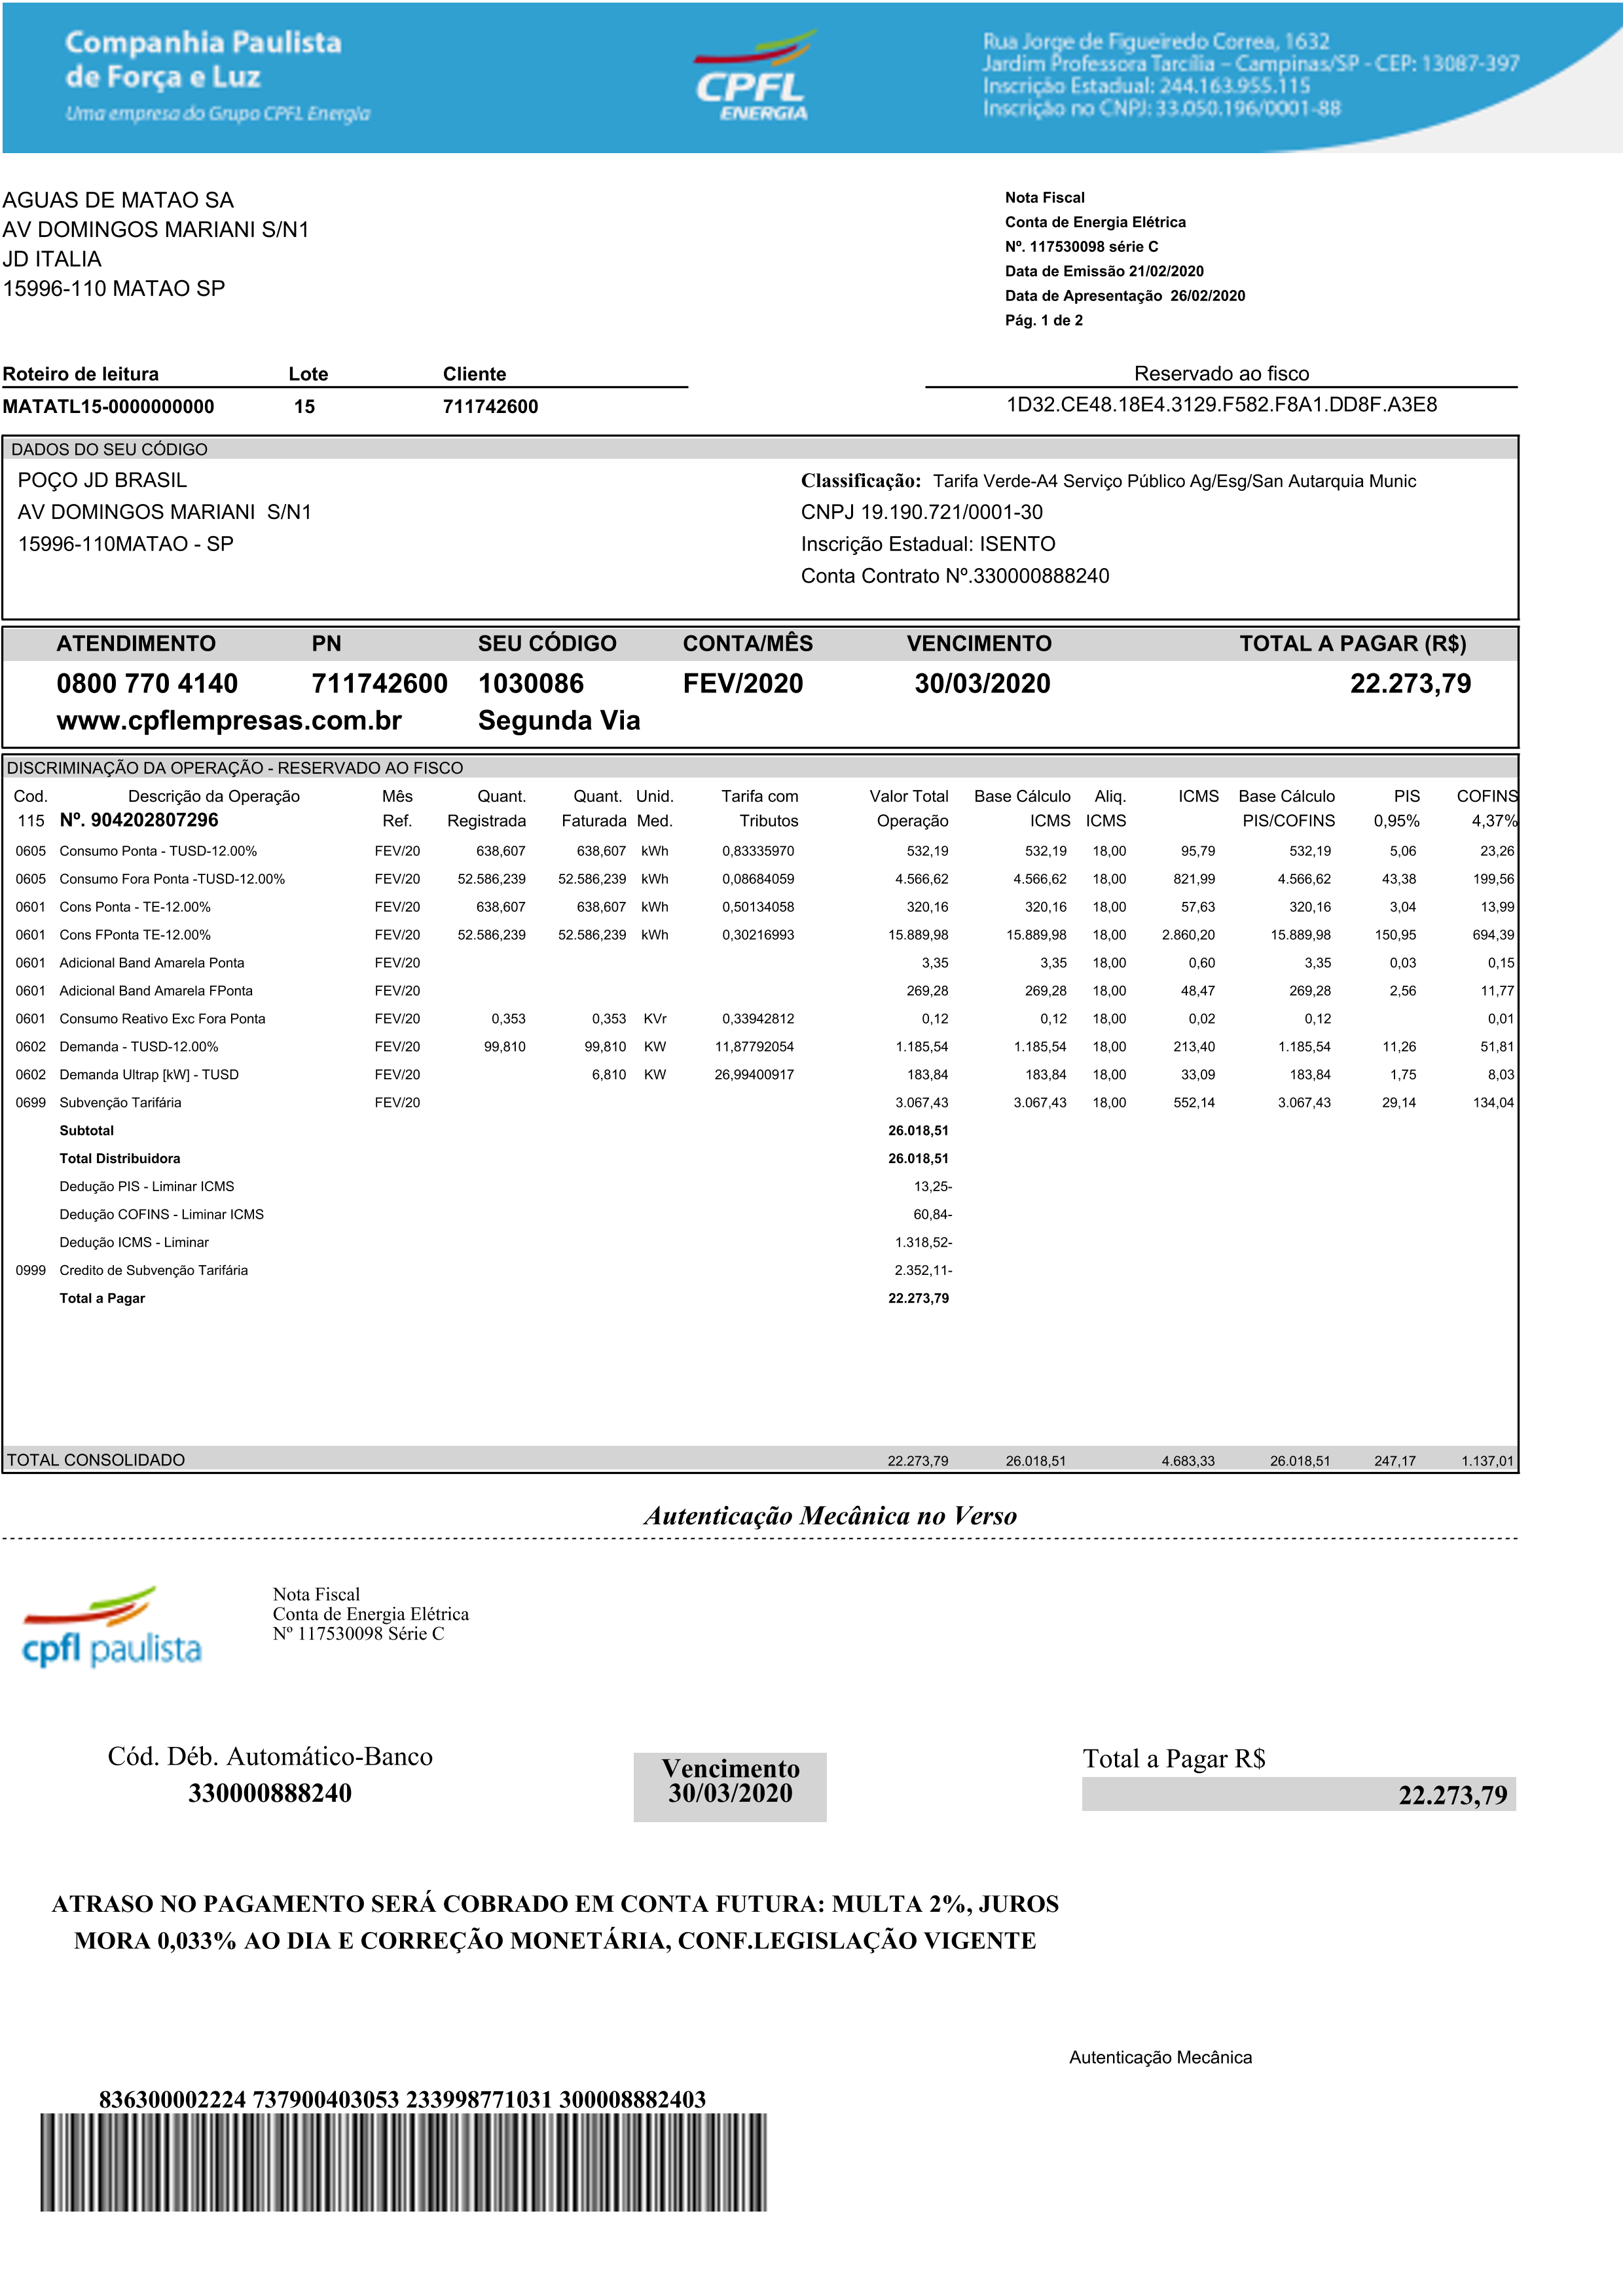 Companhia Paulista
de Força e Luz
Uma empresa do Grupo CPFL Energia
CPFL
ENERGIA
Rua Jorge de Figueiredo Correa, 1632
Jardim Professora Tarcília – Campinas/SP - CEP: 13087-397
Inscrição Estadual: 244.163.955.115
Inscrição no CNPJ: 33.050.196/0001-88
AGUAS DE MATAO SA
AV DOMINGOS MARIANI S/N1
JD ITALIA
15996-110 MATAO SP
Nota Fiscal
Conta de Energia Elétrica
Nº. 117530098 série C
Data de Emissão 21/02/2020
Data de Apresentação 26/02/2020
Pág. 1 de 2
Roteiro de leitura Lote Cliente
MATATL15-0000000000 15 711742600
Reservado ao fisco
1D32.CE48.18E4.3129.F582.F8A1.DD8F.A3E8
DADOS DO SEU CÓDIGO
POÇO JD BRASIL
AV DOMINGOS MARIANI S/N1
15996-110MATAO - SP
Classificação: Tarifa Verde-A4 Serviço Público Ag/Esg/San Autarquia Munic
CNPJ 19.190.721/0001-30
Inscrição Estadual: ISENTO
Conta Contrato Nº.330000888240
ATENDIMENTO PN SEU CÓDIGO CONTA/MÊS VENCIMENTO TOTAL A PAGAR (R$)
0800 770 4140 711742600 1030086 FEV/2020 30/03/2020 22.273,79
www.cpflempresas.com.br Segunda Via
DISCRIMINAÇÃO DA OPERAÇÃO - RESERVADO AO FISCO
Cod. Descrição da Operação Mês Quant. Quant. Unid. Tarifa com Valor Total Base Cálculo Aliq. ICMS Base Cálculo PIS COFINS
115 Nº. 904202807296 Ref. Registrada Faturada Med. Tributos Operação ICMS ICMS PIS/COFINS 0,95% 4,37%
0605 Consumo Ponta - TUSD-12.00% FEV/20 638,607 638,607 kWh 0,83335970 532,19 532,19 18,00 95,79 532,19 5,06 23,26
0605 Consumo Fora Ponta -TUSD-12.00% FEV/20 52.586,239 52.586,239 kWh 0,08684059 4.566,62 4.566,62 18,00 821,99 4.566,62 43,38 199,56
0601 Cons Ponta - TE-12.00% FEV/20 638,607 638,607 kWh 0,50134058 320,16 320,16 18,00 57,63 320,16 3,04 13,99
0601 Cons FPonta TE-12.00% FEV/20 52.586,239 52.586,239 kWh 0,30216993 15.889,98 15.889,98 18,00 2.860,20 15.889,98 150,95 694,39
0601 Adicional Band Amarela Ponta FEV/20 3,35 3,35 18,00 0,60 3,35 0,03 0,15
0601 Adicional Band Amarela FPonta FEV/20 269,28 269,28 18,00 48,47 269,28 2,56 11,77
0601 Consumo Reativo Exc Fora Ponta FEV/20 0,353 0,353 KVr 0,33942812 0,12 0,12 18,00 0,02 0,12 0,01
0602 Demanda - TUSD-12.00% FEV/20 99,810 99,810 KW 11,87792054 1.185,54 1.185,54 18,00 213,40 1.185,54 11,26 51,81
0602 Demanda Ultrap [kW] - TUSD FEV/20 6,810 KW 26,99400917 183,84 183,84 18,00 33,09 183,84 1,75 8,03
0699 Subvenção Tarifária FEV/20 3.067,43 3.067,43 18,00 552,14 3.067,43 29,14 134,04
Subtotal 26.018,51
Total Distribuidora 26.018,51
Dedução PIS - Liminar ICMS 13,25-
Dedução COFINS - Liminar ICMS 60,84-
Dedução ICMS - Liminar 1.318,52-
0999 Credito de Subvenção Tarifária 2.352,11-
Total a Pagar 22.273,79
TOTAL CONSOLIDADO 22.273,79 26.018,51 4.683,33 26.018,51 247,17 1.137,01
Autenticação Mecânica no Verso
cpfl paulista
Nota Fiscal
Conta de Energia Elétrica
Nº 117530098 Série C
Cód. Déb. Automático-Banco
330000888240
Vencimento
30/03/2020
Total a Pagar R$
22.273,79
ATRASO NO PAGAMENTO SERÁ COBRADO EM CONTA FUTURA: MULTA 2%, JUROS
MORA 0,033% AO DIA E CORREÇÃO MONETÁRIA, CONF.LEGISLAÇÃO VIGENTE
Autenticação Mecânica
836300002224 737900403053 233998771031 300008882403